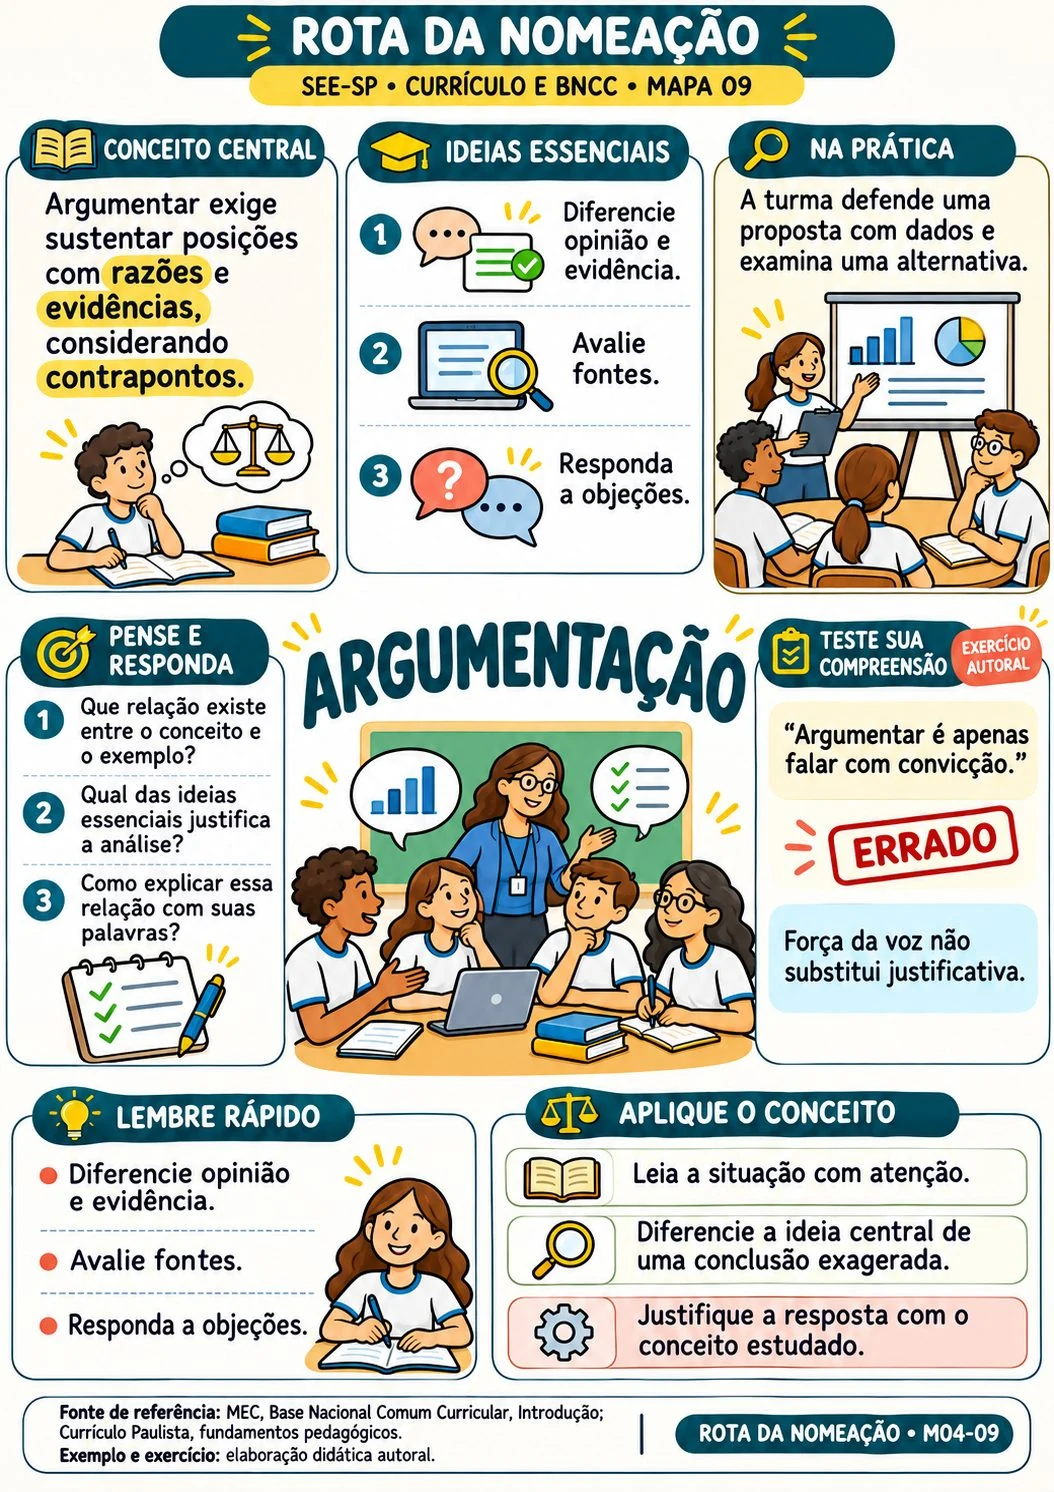 ROTA DA NOMEAÇÃO
SEE-SP • CURRÍCULO E BNCC • MAPA 09
CONCEITO CENTRAL
Argumentar exige
sustentar posições
com razões e
evidências,
considerando
contrapontos.
IDEIAS ESSENCIAIS
1
Diferencie
opinião e
evidência.
2
Avalie
fontes.
3
Responda
a objeções.
?
NA PRÁTICA
A turma defende uma
proposta com dados e
examina uma alternativa.
PENSE E
RESPONDA
1
Que relação existe
entre o conceito e
o exemplo?
2
Qual das ideias
essenciais justifica
a análise?
3
Como explicar essa
relação com suas
palavras?
ARGUMENTAÇÃO
TESTE SUA
COMPREENSÃO
EXERCÍCIO
AUTORAL
“Argumentar é apenas
falar com convicção.”
ERRADO
Força da voz não
substitui justificativa.
LEMBRE RÁPIDO
Diferencie opinião
e evidência.
Avalie fontes.
Responda a objeções.
APLIQUE O CONCEITO
Leia a situação com atenção.
Diferencie a ideia central de
uma conclusão exagerada.
Justifique a resposta com o
conceito estudado.
Fonte de referência: MEC, Base Nacional Comum Curricular, Introdução;
Currículo Paulista, fundamentos pedagógicos.
Exemplo e exercício: elaboração didática autoral.
ROTA DA NOMEAÇÃO • M04-09